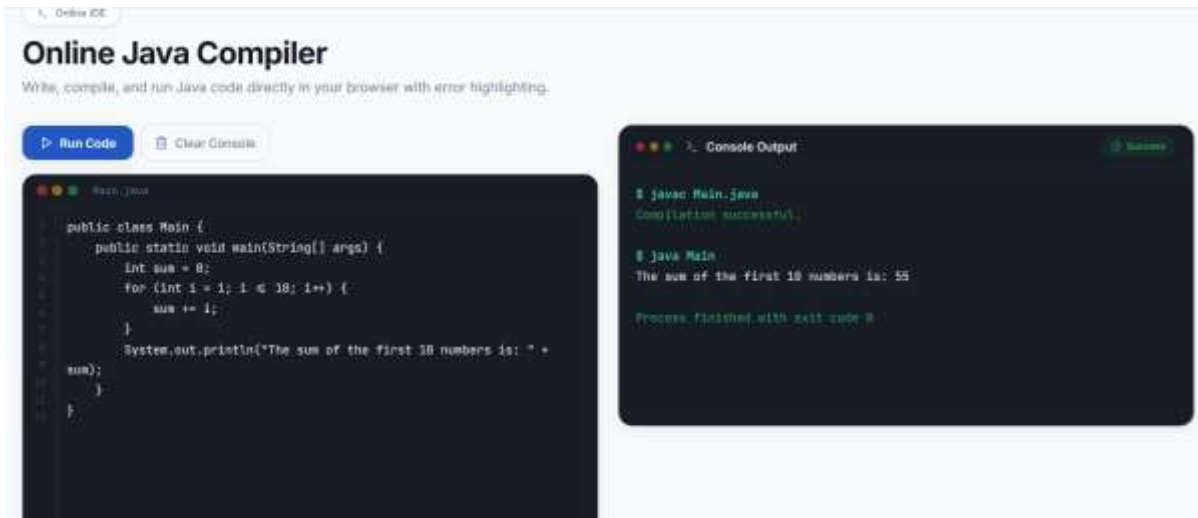 Online IDE
Online Java Compiler
Write, compile, and run Java code directly in your browser with error highlighting.
Run Code
Clear Console
Main.java
public class Main {
public static void main(String[] args) {
int sum = 0;
for (int i = 1; i ≤ 10; i++) {
sum += i;
}
System.out.println("The sum of the first 10 numbers is: " +
sum);
}
}
Console Output
Success
$ javac Main.java
Compilation successful.
$ java Main
The sum of the first 10 numbers is: 55
Process finished with exit code 0